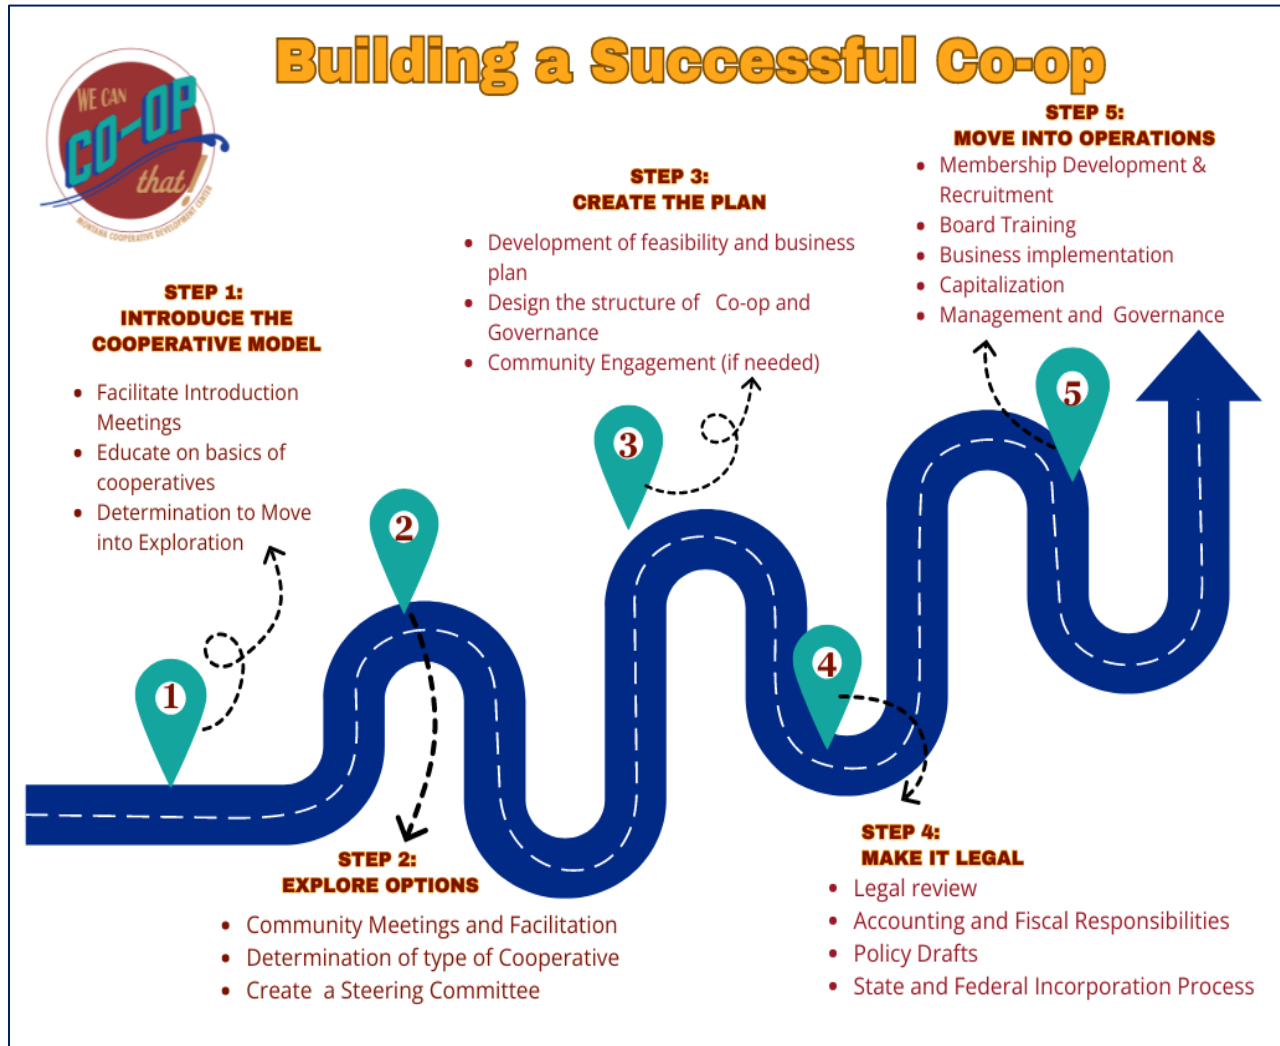 Building a Successful Co-op
WE CAN
CO-OP
that!
MONTANA COOPERATIVE DEVELOPMENT CENTER
STEP 1:
INTRODUCE THE
COOPERATIVE MODEL
• Facilitate Introduction
Meetings
• Educate on basics of
cooperatives
• Determination to Move
into Exploration
1
2
STEP 2:
EXPLORE OPTIONS
• Community Meetings and Facilitation
• Determination of type of Cooperative
• Create a Steering Committee
STEP 3:
CREATE THE PLAN
• Development of feasibility and business
plan
• Design the structure of Co-op and
Governance
• Community Engagement (if needed)
3
4
STEP 4:
MAKE IT LEGAL
• Legal review
• Accounting and Fiscal Responsibilities
• Policy Drafts
• State and Federal Incorporation Process
STEP 5:
MOVE INTO OPERATIONS
• Membership Development &
Recruitment
• Board Training
• Business implementation
• Capitalization
• Management and Governance
5